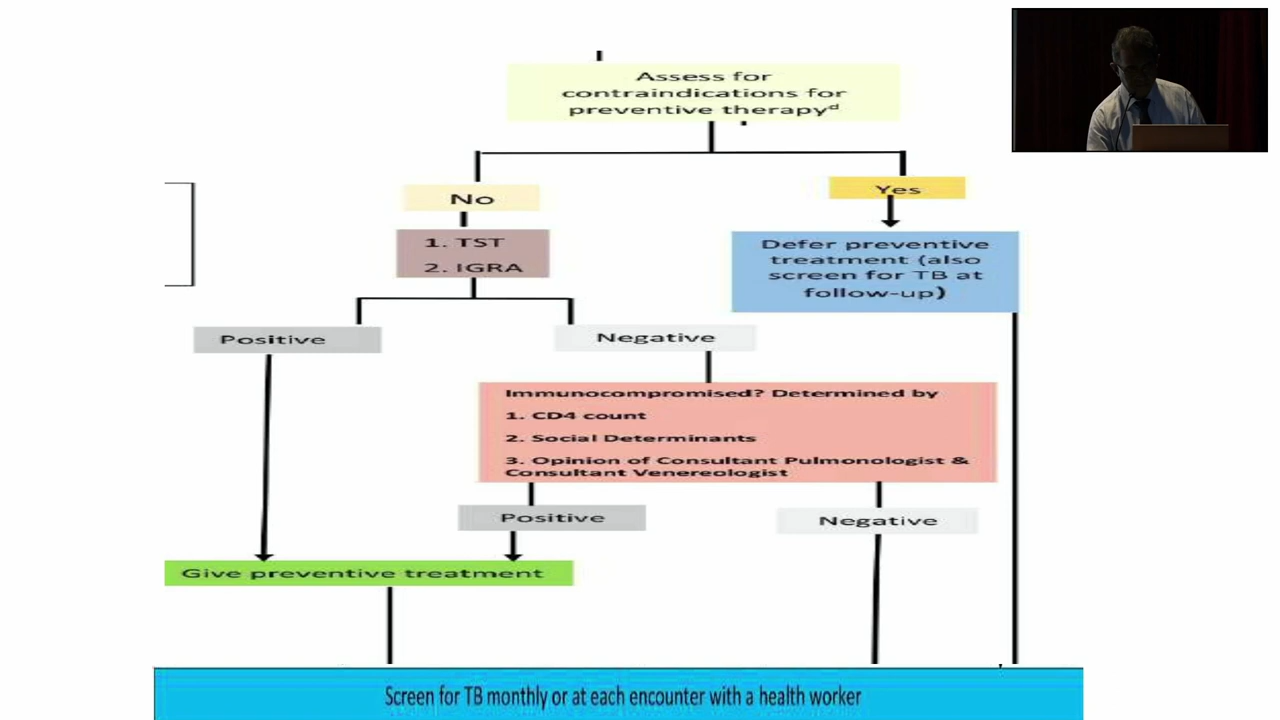 Assess for
contraindications for
preventive therapyᵈ
No
Yes
1. TST
2. IGRA
Defer preventive
treatment (also
screen for TB at
follow-up)
Positive
Negative
Immunocompromised? Determined by
1. CD4 count
2. Social Determinants
3. Opinion of Consultant Pulmonologist &
Consultant Venereologist
Positive
Negative
Give preventive treatment
Screen for TB monthly or at each encounter with a health worker